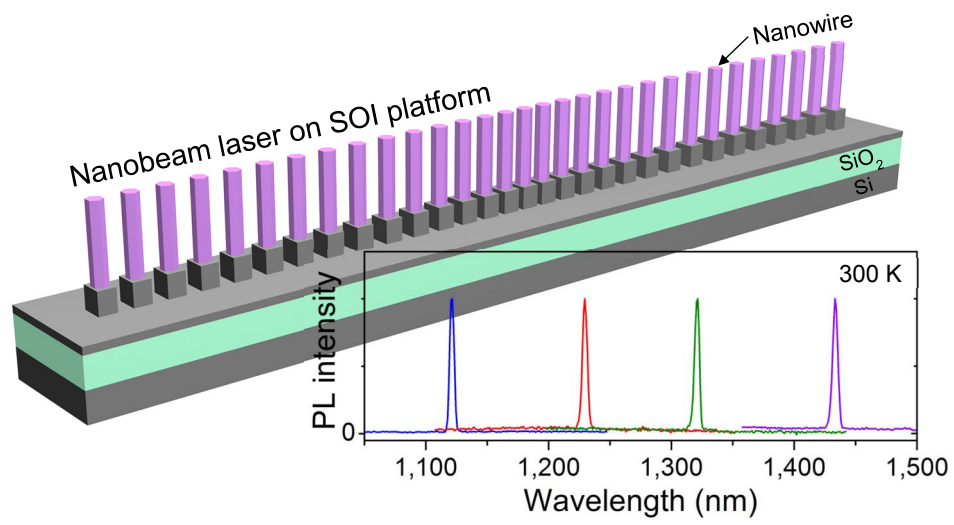 Nanowire
Nanobeam laser on SOI platform
SiO2
Si
300 K
PL intensity
0
1,100 1,200 1,300 1,400 1,500
Wavelength (nm)